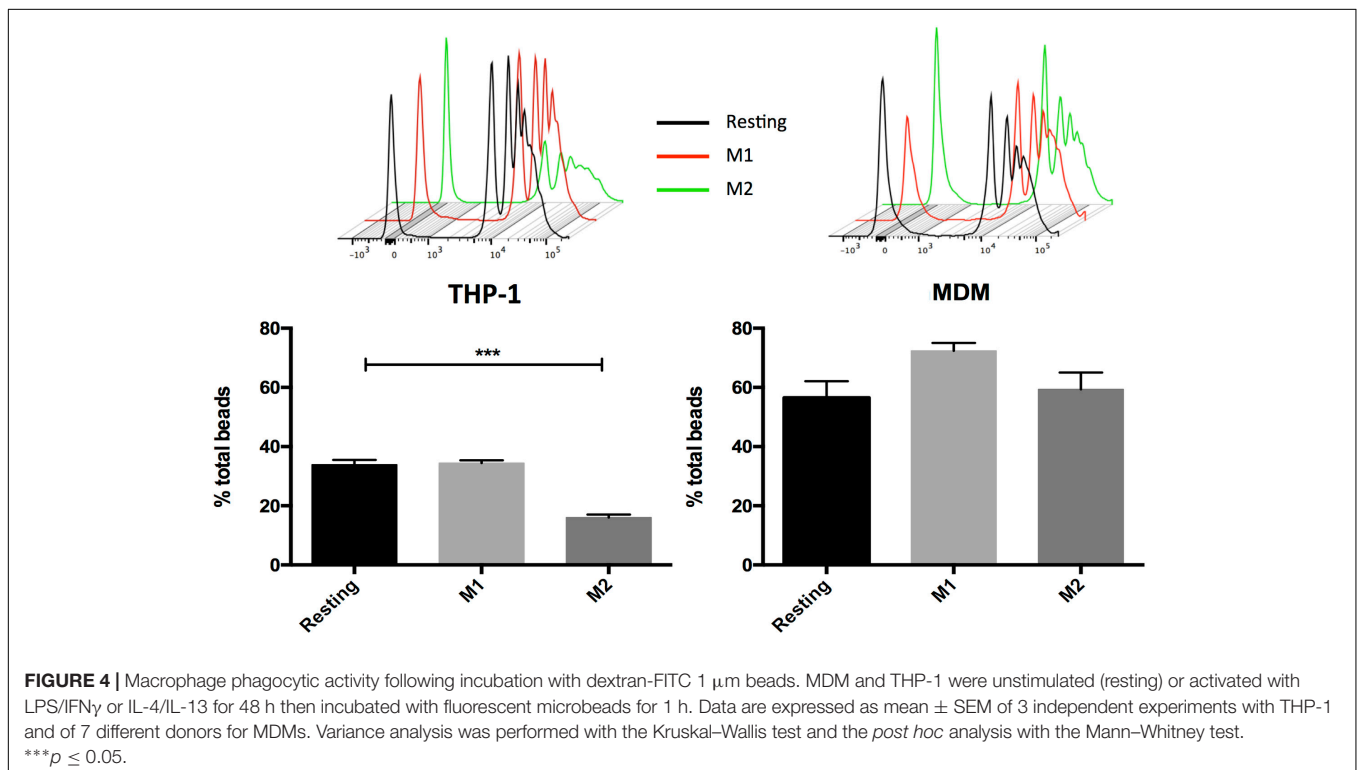 Resting
M1
M2
-10³ 0 10³ 10⁴ 10⁵
-10³ 0 10³ 10⁴ 10⁵
THP-1
MDM
% total beads
80
60
40
20
0
***
Resting
M1
M2
% total beads
80
60
40
20
0
Resting
M1
M2
FIGURE 4 | Macrophage phagocytic activity following incubation with dextran-FITC 1 μm beads. MDM and THP-1 were unstimulated (resting) or activated with
LPS/IFNγ or IL-4/IL-13 for 48 h then incubated with fluorescent microbeads for 1 h. Data are expressed as mean ± SEM of 3 independent experiments with THP-1
and of 7 different donors for MDMs. Variance analysis was performed with the Kruskal–Wallis test and the post hoc analysis with the Mann–Whitney test.
***p ≤ 0.05.